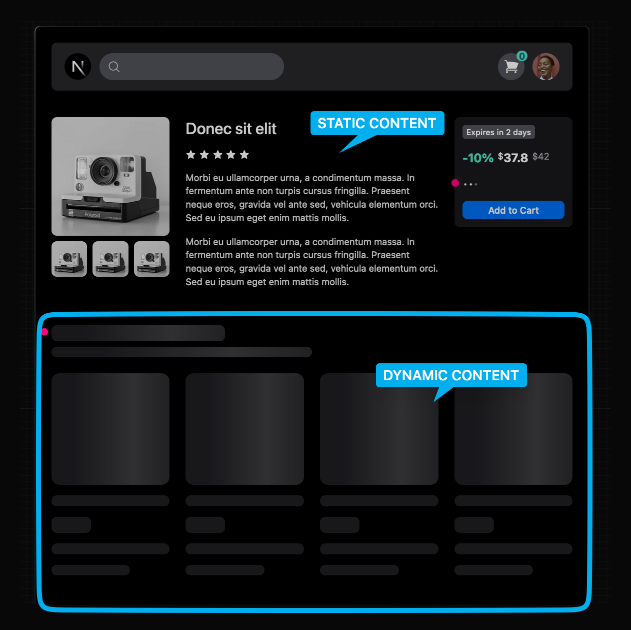 N
0
Donec sit elit
STATIC CONTENT
Expires in 2 days
-10% $37.8 $42
Morbi eu ullamcorper urna, a condimentum massa. In
fermentum ante non turpis cursus fringilla. Praesent
neque eros, gravida vel ante sed, vehicula elementum orci.
Sed eu ipsum eget enim mattis mollis.
Add to Cart
Morbi eu ullamcorper urna, a condimentum massa. In
fermentum ante non turpis cursus fringilla. Praesent
neque eros, gravida vel ante sed, vehicula elementum orci.
Sed eu ipsum eget enim mattis mollis.
Polaroid
DYNAMIC CONTENT